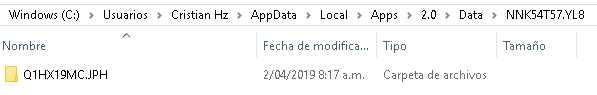 Windows (C:) > Usuarios > Cristian Hz > AppData > Local > Apps > 2.0 > Data > NNK54T57.YL8
Nombre Fecha de modifica... Tipo Tamaño
Q1HX19MC.JPH 2/04/2019 8:17 a.m. Carpeta de archivos